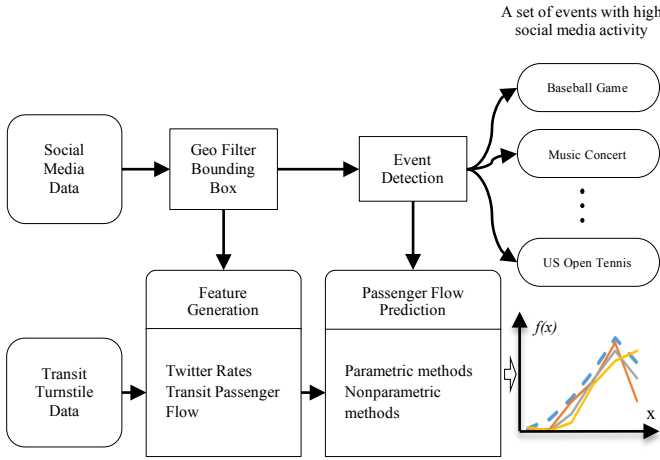 A set of events with high
social media activity
Baseball Game
Social
Media
Data
Geo Filter
Bounding
Box
Event
Detection
Music Concert
US Open Tennis
Feature
Generation
Passenger Flow
Prediction
Transit
Turnstile
Data
Twitter Rates
Transit Passenger
Flow
Parametric methods
Nonparametric
methods
f(x)
x